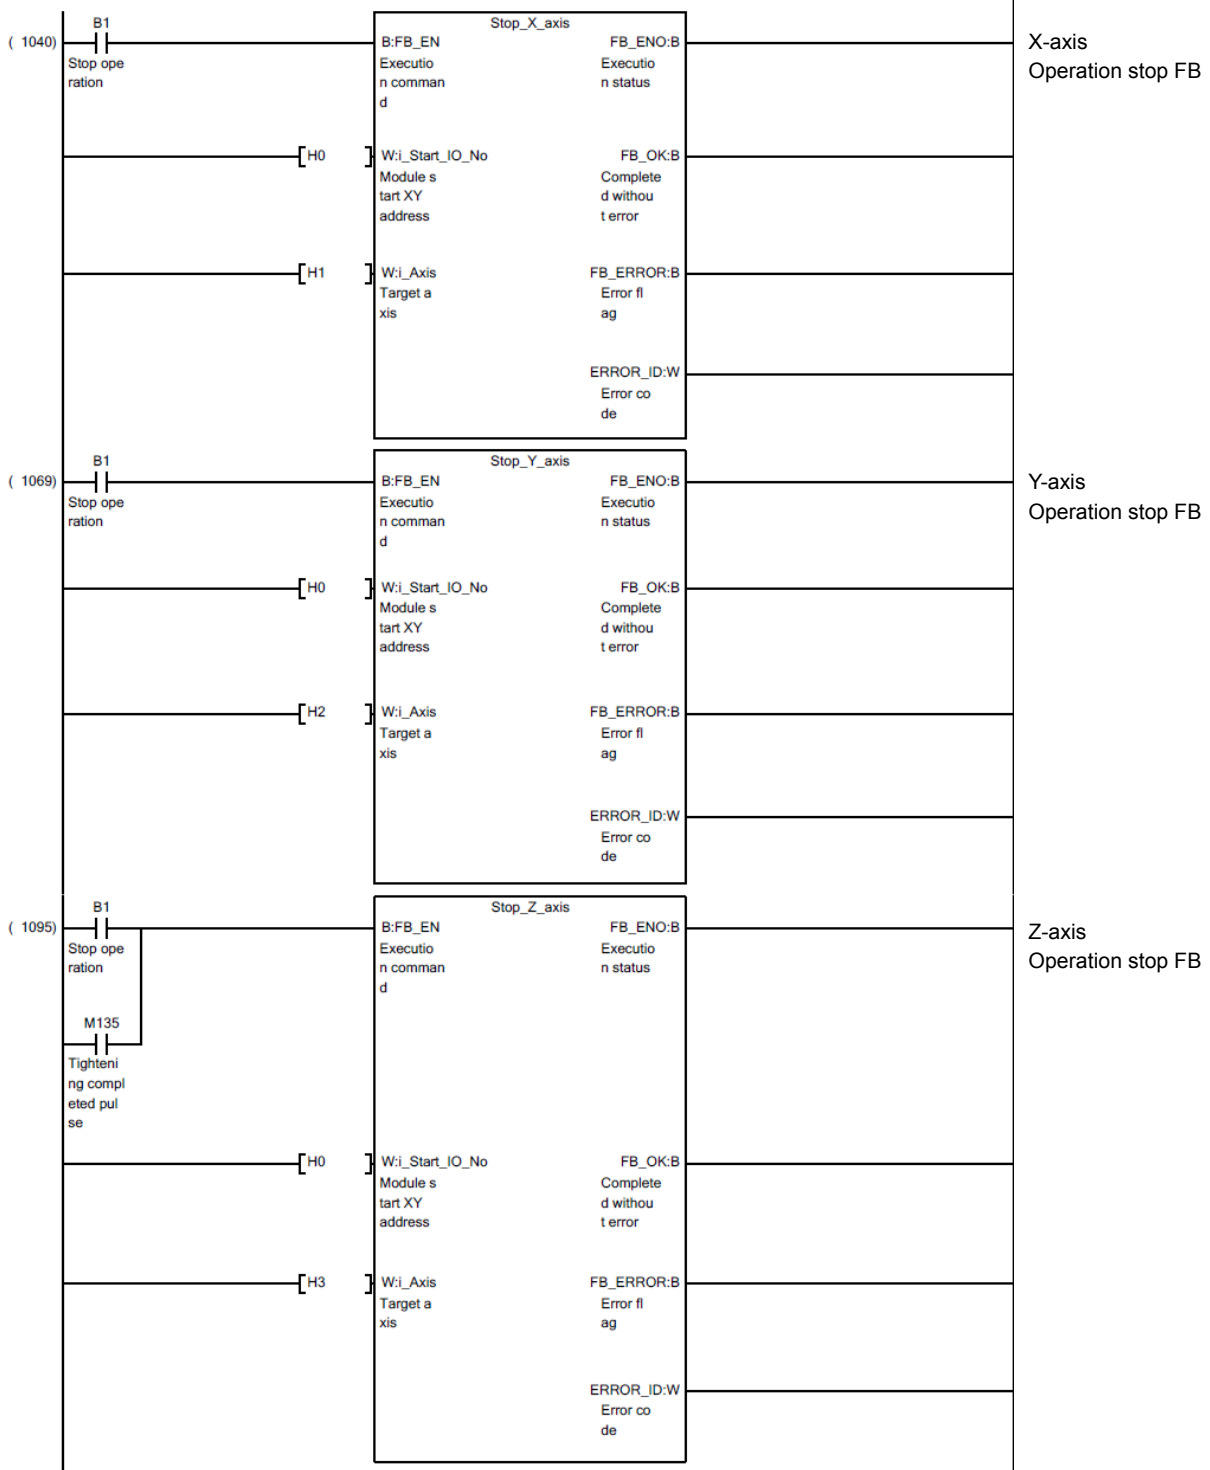 B1
Stop_X_axis
( 1040)
B:FB_EN
FB_ENO:B
X-axis
Stop ope
ration
Executio
n comman
d
Executio
n status
Operation stop FB
H0
W:i_Start_IO_No
FB_OK:B
Module s
tart XY
address
Complete
d withou
t error
H1
W:i_Axis
FB_ERROR:B
Target a
xis
Error fl
ag
ERROR_ID:W
Error co
de
B1
Stop_Y_axis
( 1069)
B:FB_EN
FB_ENO:B
Y-axis
Stop ope
ration
Executio
n comman
d
Executio
n status
Operation stop FB
H0
W:i_Start_IO_No
FB_OK:B
Module s
tart XY
address
Complete
d withou
t error
H2
W:i_Axis
FB_ERROR:B
Target a
xis
Error fl
ag
ERROR_ID:W
Error co
de
B1
Stop_Z_axis
( 1095)
B:FB_EN
FB_ENO:B
Z-axis
Stop ope
ration
Executio
n comman
d
Executio
n status
Operation stop FB
M135
Tighteni
ng compl
eted pul
se
H0
W:i_Start_IO_No
FB_OK:B
Module s
tart XY
address
Complete
d withou
t error
H3
W:i_Axis
FB_ERROR:B
Target a
xis
Error fl
ag
ERROR_ID:W
Error co
de